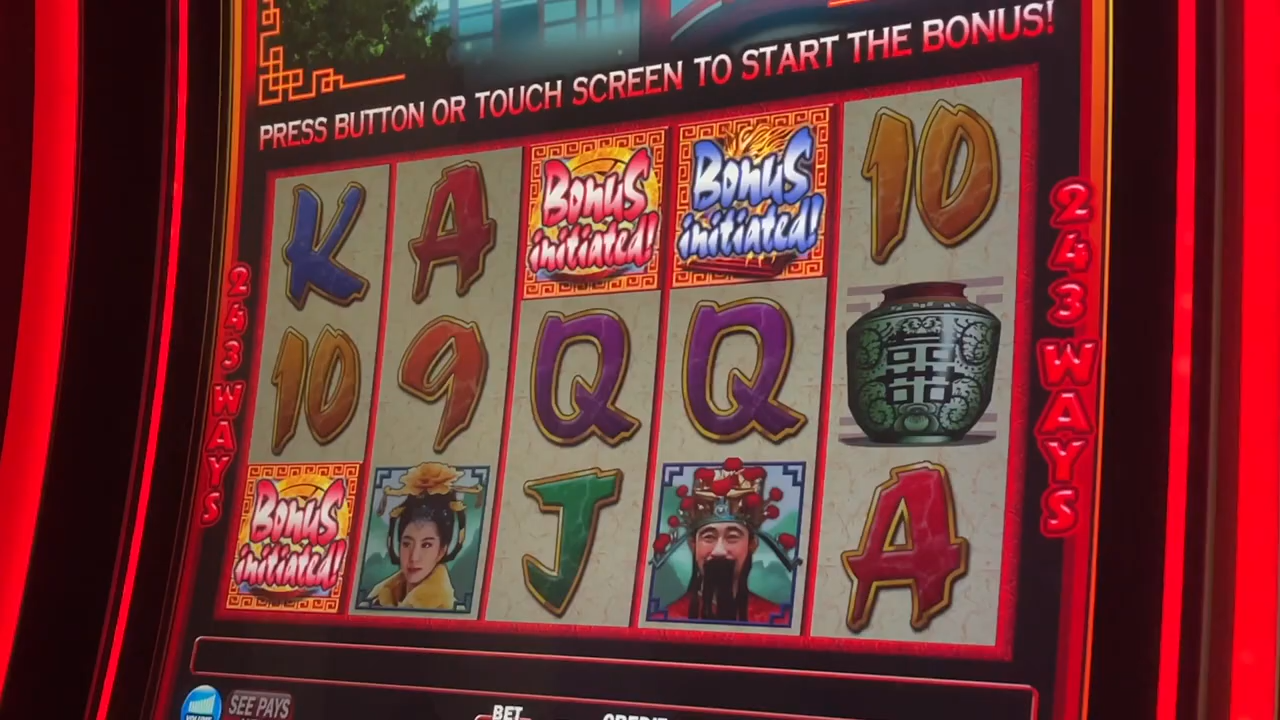 PRESS BUTTON OR TOUCH SCREEN TO START THE BONUS!
K
A
Bonus
initiated!
Bonus
initiated!
10
10
9
Q
Q
Bonus
initiated!
J
A
243 WAYS
243 WAYS
SEE PAYS
BET